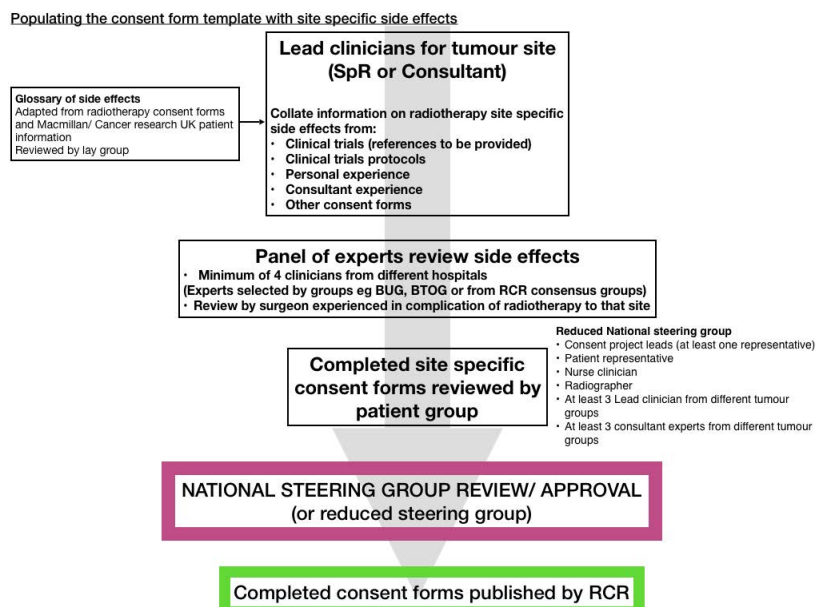 Populating the consent form template with site specific side effects
Lead clinicians for tumour site
(SpR or Consultant)
Collate information on radiotherapy site specific
side effects from:
• Clinical trials (references to be provided)
• Clinical trials protocols
• Personal experience
• Consultant experience
• Other consent forms
Glossary of side effects
Adapted from radiotherapy consent forms
and Macmillan/ Cancer research UK patient
information
Reviewed by lay group
Panel of experts review side effects
• Minimum of 4 clinicians from different hospitals
(Experts selected by groups eg BUG, BTOG or from RCR consensus groups)
• Review by surgeon experienced in complication of radiotherapy to that site
Completed site specific
consent forms reviewed by
patient group
Reduced National steering group
• Consent project leads (at least one representative)
• Patient representative
• Nurse clinician
• Radiographer
• At least 3 Lead clinician from different tumour
groups
• At least 3 consultant experts from different tumour
groups
NATIONAL STEERING GROUP REVIEW/ APPROVAL
(or reduced steering group)
Completed consent forms published by RCR